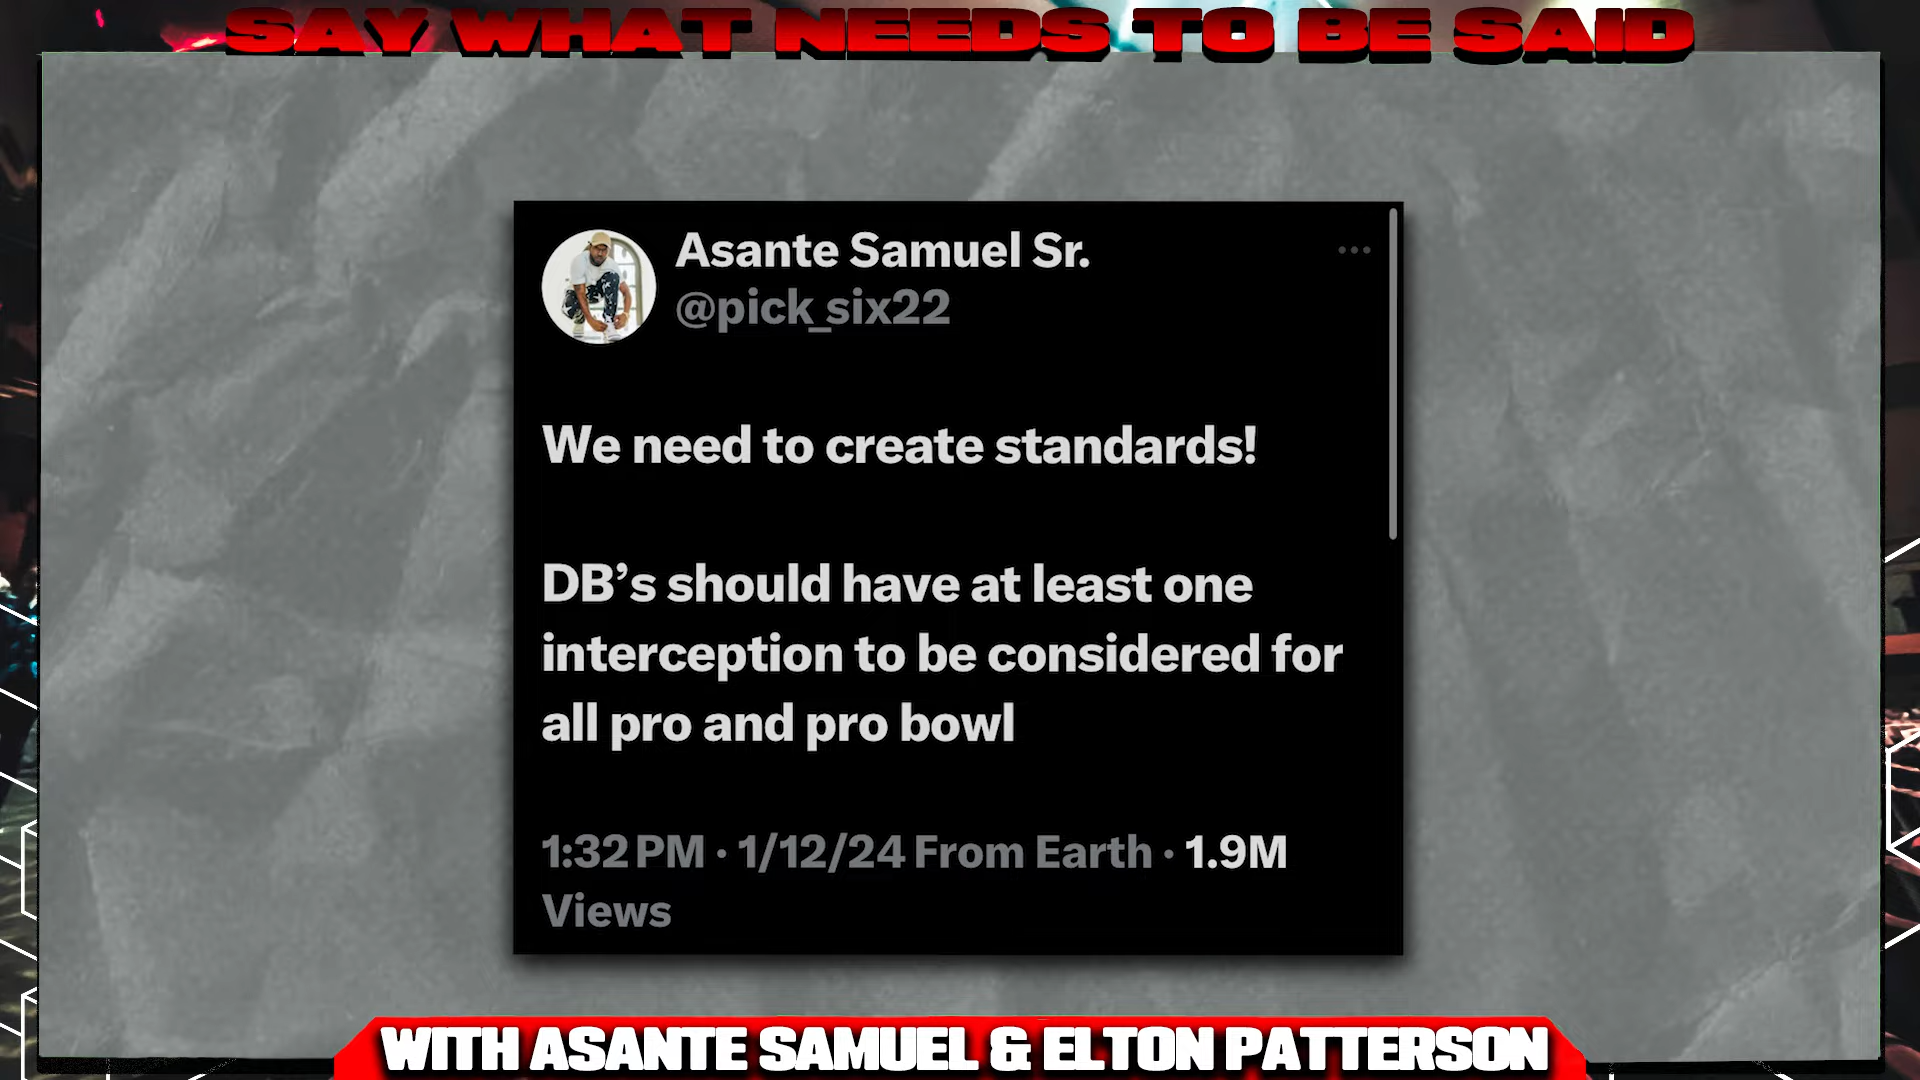 SAY WHAT NEEDS TO BE SAID
Asante Samuel Sr.
@pick_six22
We need to create standards!
DB’s should have at least one
interception to be considered for
all pro and pro bowl
1:32 PM · 1/12/24 From Earth · 1.9M
Views
WITH ASANTE SAMUEL & ELTON PATTERSON